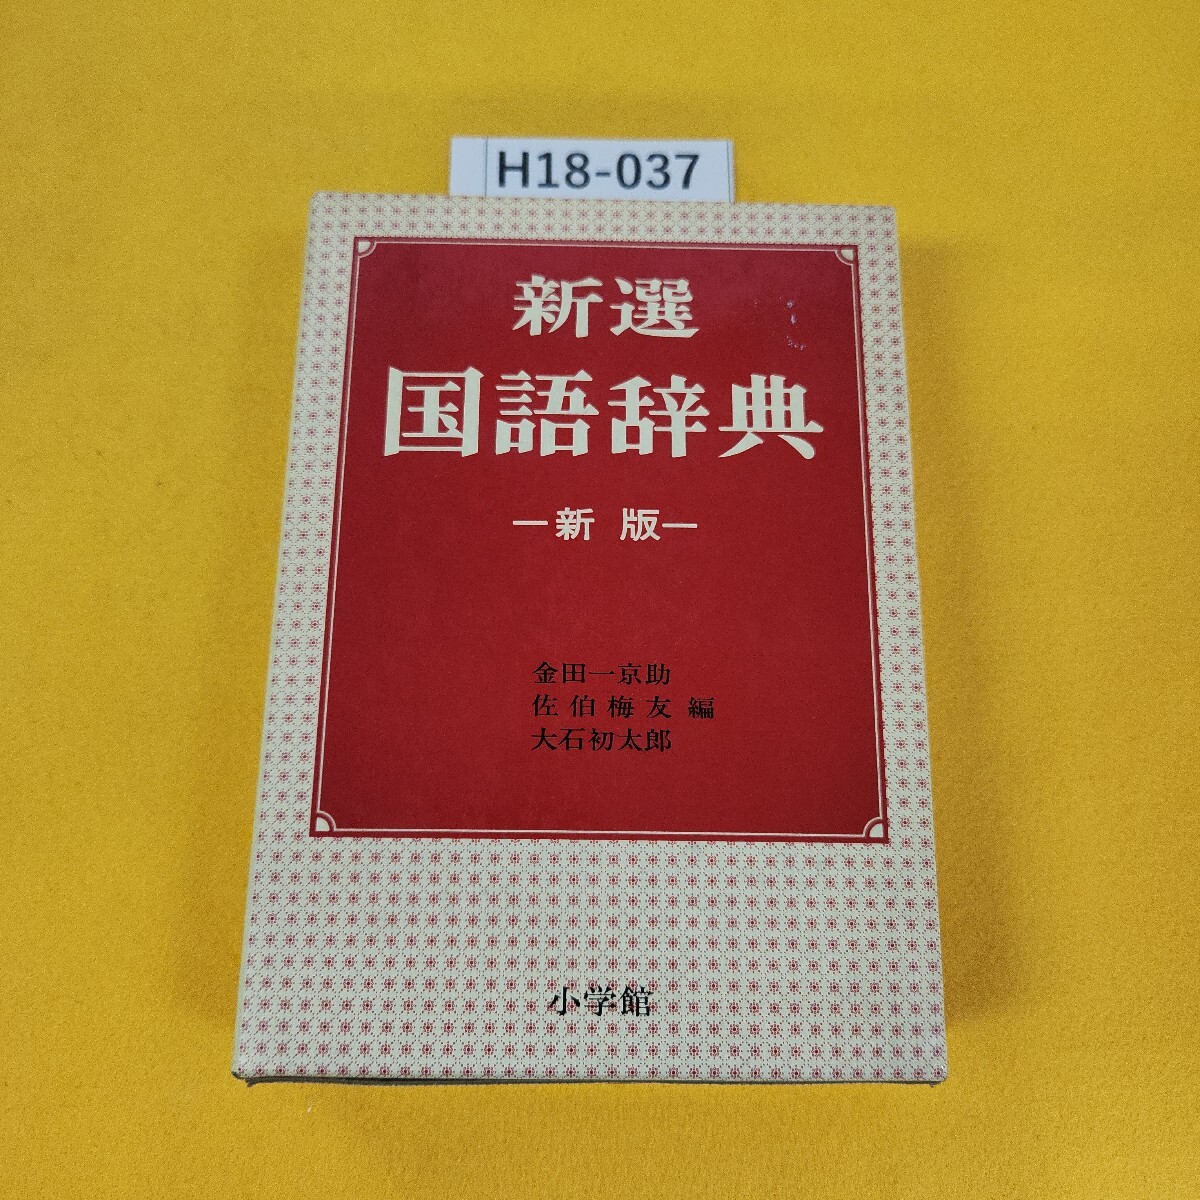 H18-037
新選
国語辞典
—新版—
金田一京助
佐伯梅友 編
大石初太郎
小学館